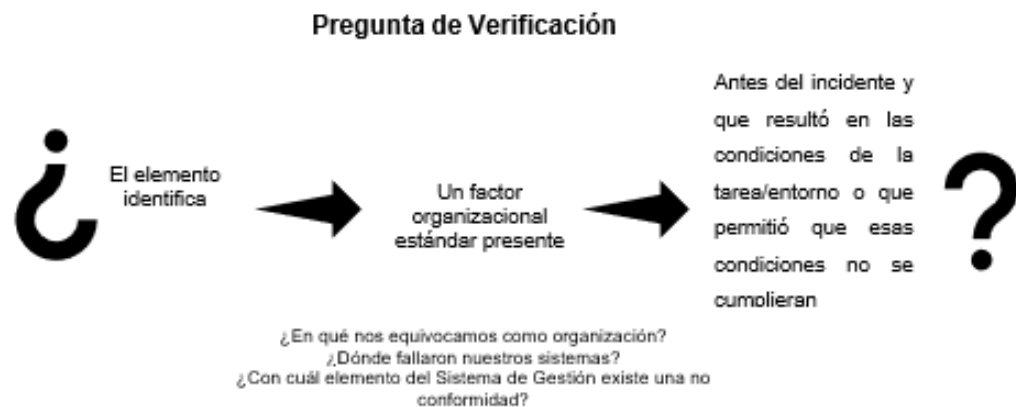 Pregunta de Verificación
¿
El elemento
identifica
Un factor
organizacional
estándar presente
Antes del incidente y
que resultó en las
condiciones de la
tarea/entorno o que
permitió que esas
condiciones no se
cumplieran
?
¿En qué nos equivocamos como organización?
¿Dónde fallaron nuestros sistemas?
¿Con cuál elemento del Sistema de Gestión existe una no
conformidad?